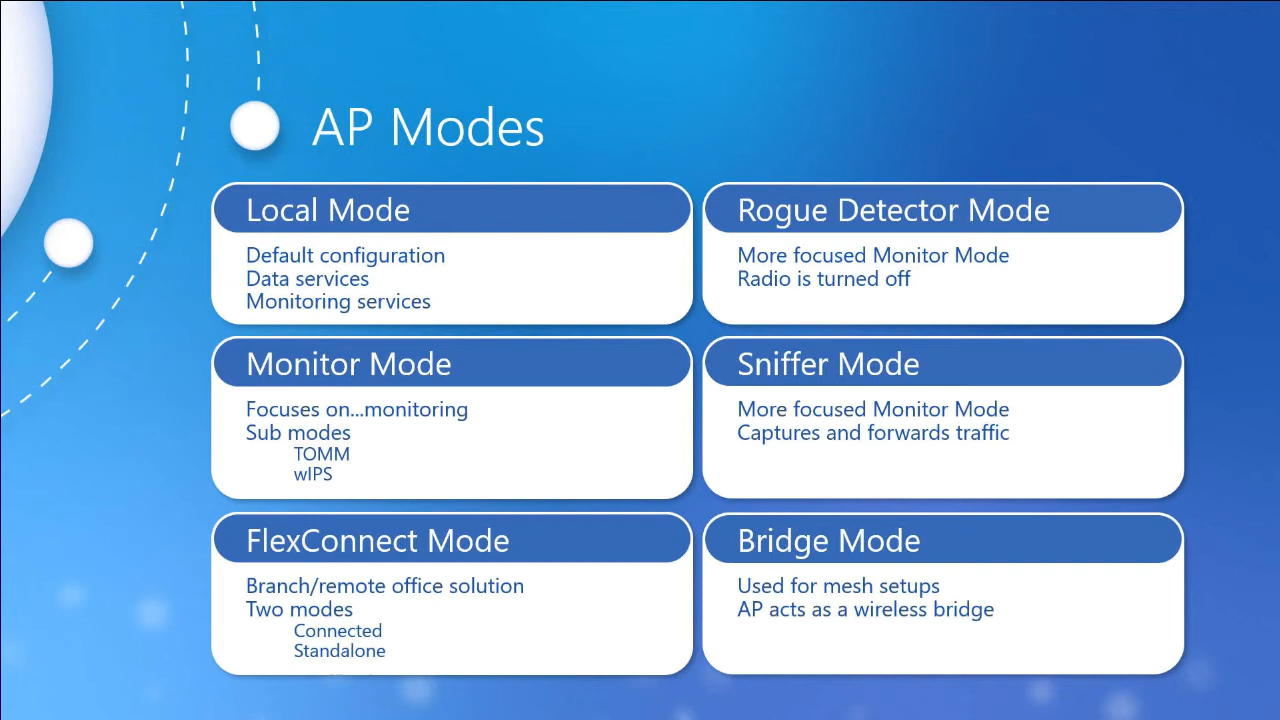 AP Modes
Local Mode
Default configuration
Data services
Monitoring services
Rogue Detector Mode
More focused Monitor Mode
Radio is turned off
Monitor Mode
Focuses on...monitoring
Sub modes
TOMM
wIPS
Sniffer Mode
More focused Monitor Mode
Captures and forwards traffic
FlexConnect Mode
Branch/remote office solution
Two modes
Connected
Standalone
Bridge Mode
Used for mesh setups
AP acts as a wireless bridge